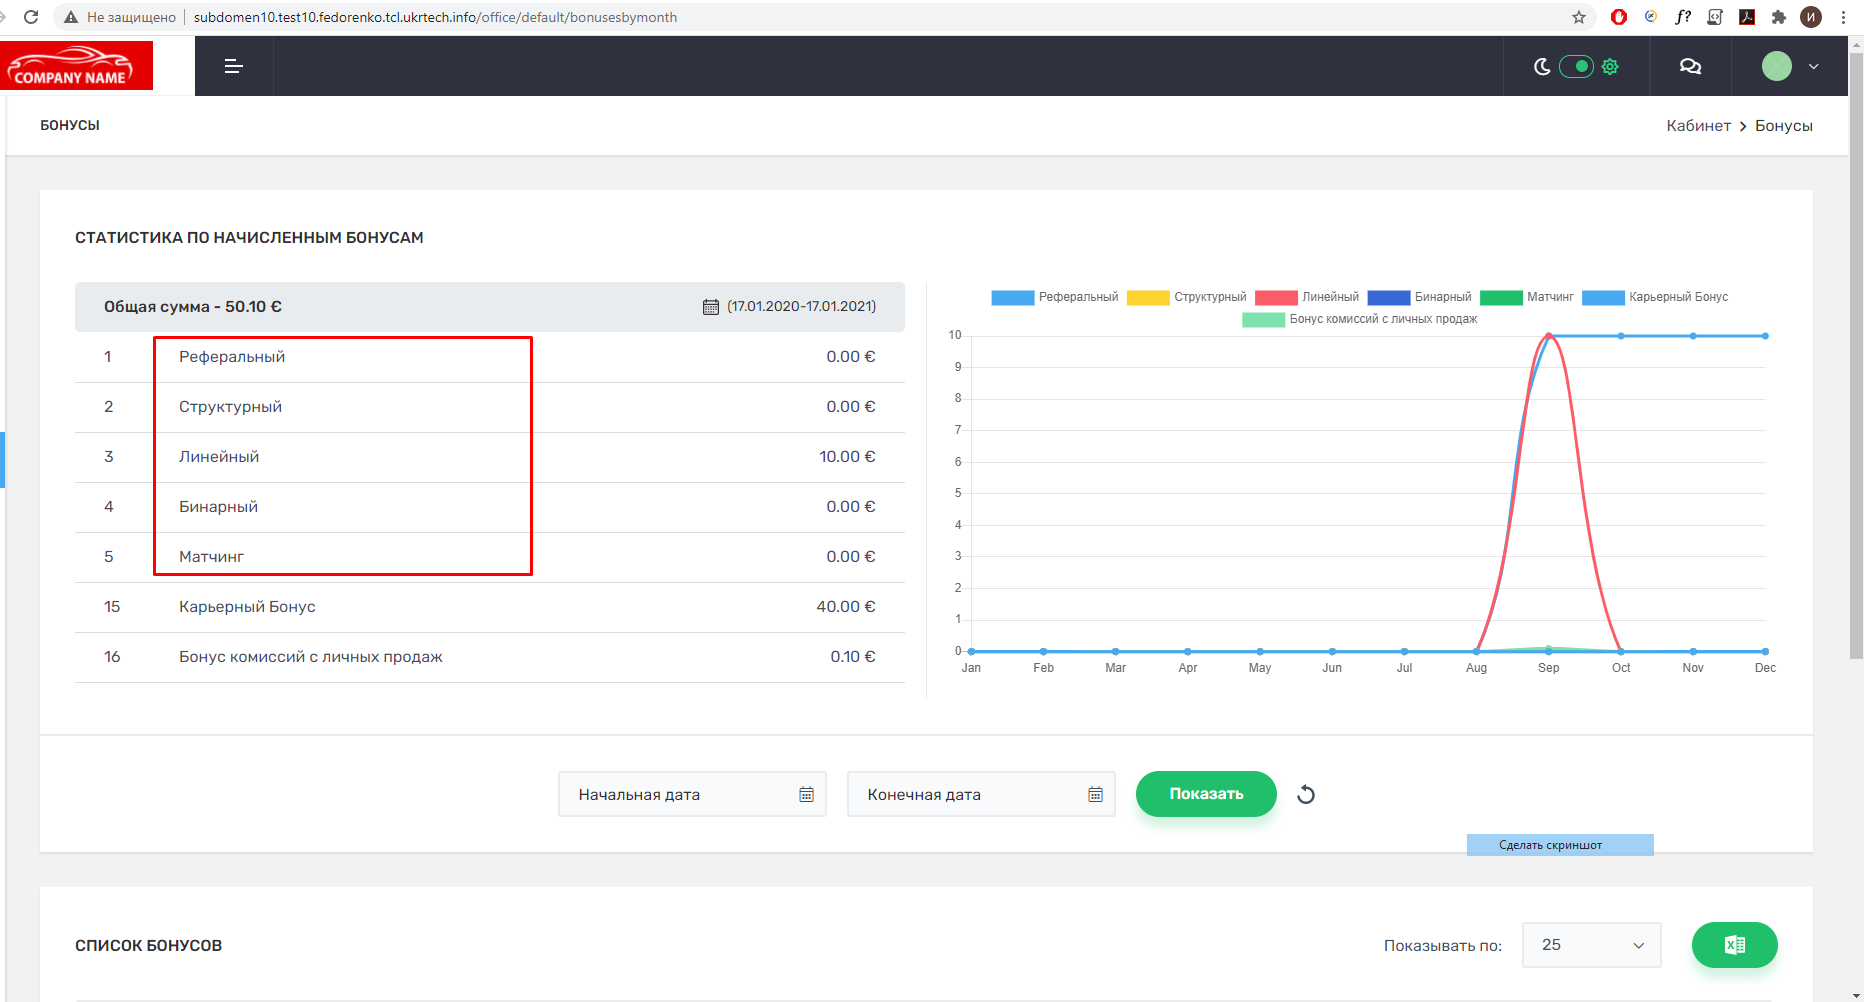 Не защищено
subdomen10.test10.fedorenko.tcl.ukrtech.info/office/default/bonusesbymonth
f?
И
COMPANY NAME
БОНУСЫ
Кабинет > Бонусы
СТАТИСТИКА ПО НАЧИСЛЕННЫМ БОНУСАМ
Общая сумма - 50.10 € (17.01.2020-17.01.2021)
1 Реферальный 0.00 €
2 Структурный 0.00 €
3 Линейный 10.00 €
4 Бинарный 0.00 €
5 Матчинг 0.00 €
15 Карьерный Бонус 40.00 €
16 Бонус комиссий с личных продаж 0.10 €
Реферальный Структурный Линейный Бинарный Матчинг Карьерный Бонус
Бонус комиссий с личных продаж
10
9
8
7
6
5
4
3
2
1
0
Jan Feb Mar Apr May Jun Jul Aug Sep Oct Nov Dec
Начальная дата Конечная дата Показать
Сделать скриншот
СПИСОК БОНУСОВ Показывать по: 25